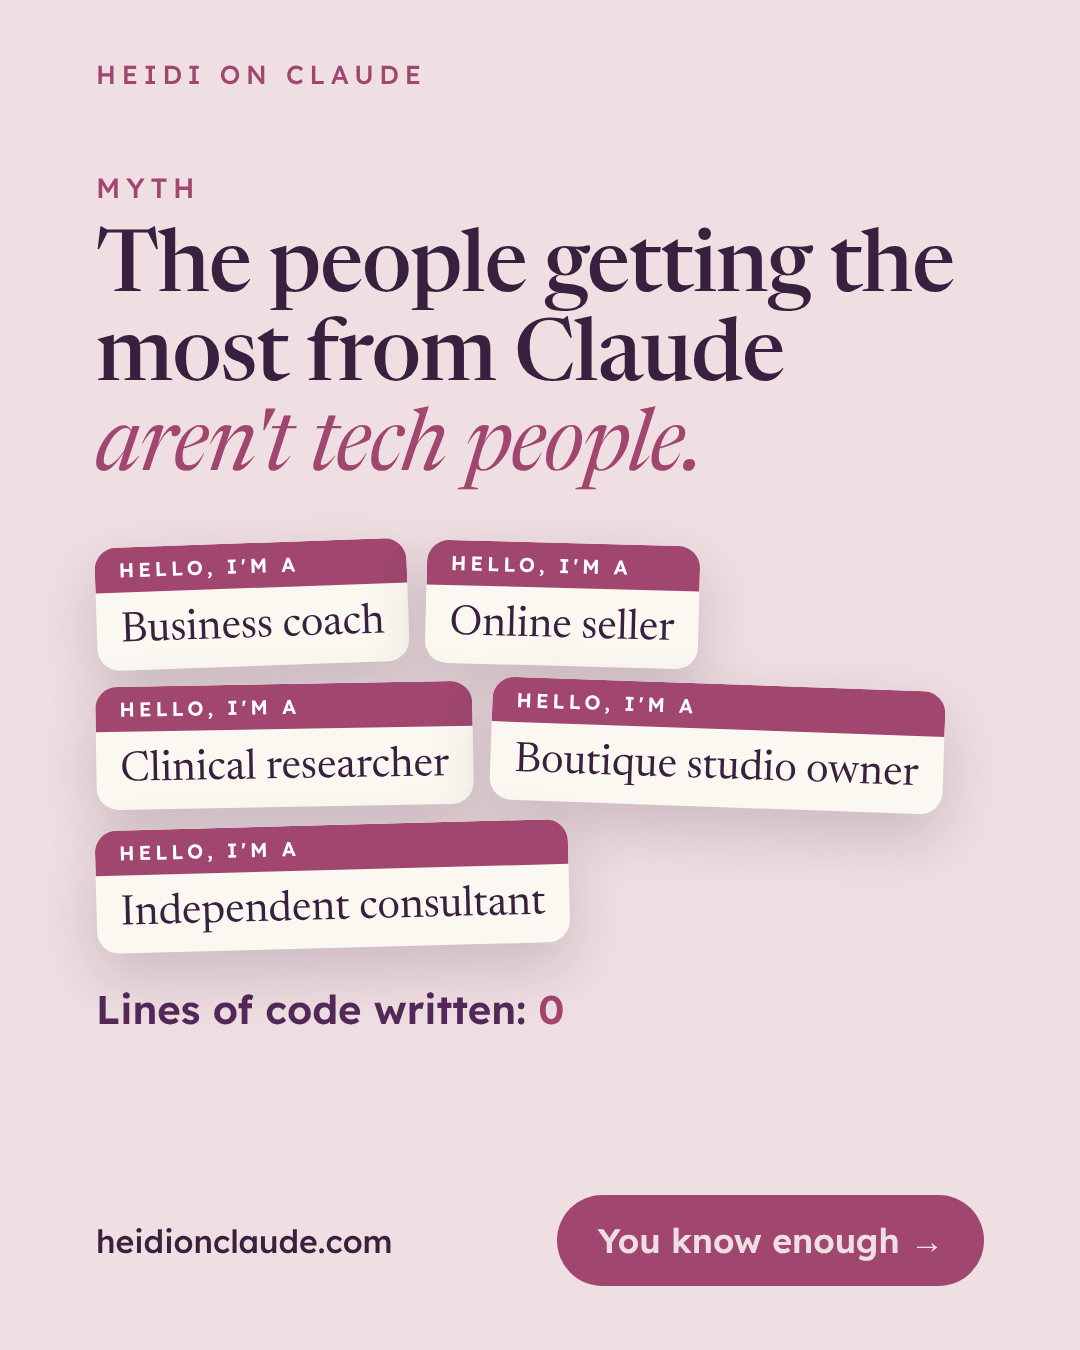 HEIDI ON CLAUDE
MYTH
The people getting the
most from Claude
aren't tech people.
HELLO, I'M A
Business coach
HELLO, I'M A
Online seller
HELLO, I'M A
Clinical researcher
HELLO, I'M A
Boutique studio owner
HELLO, I'M A
Independent consultant
Lines of code written: 0
heidionclaude.com
You know enough →